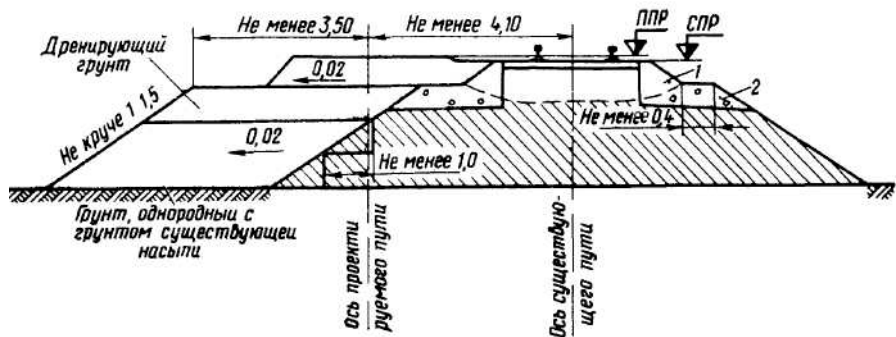 Не менее 3,50
Не менее 4,10
ППР
СПР
Дренирующий
грунт
0,02
1
2
Не круче 1 1,5
0,02
Не менее 0,4
Не менее 1,0
Грунт, однородный с
грунтом существующей
насыпи
Ось проекти
руемого пути
Ось существую-
щего пути